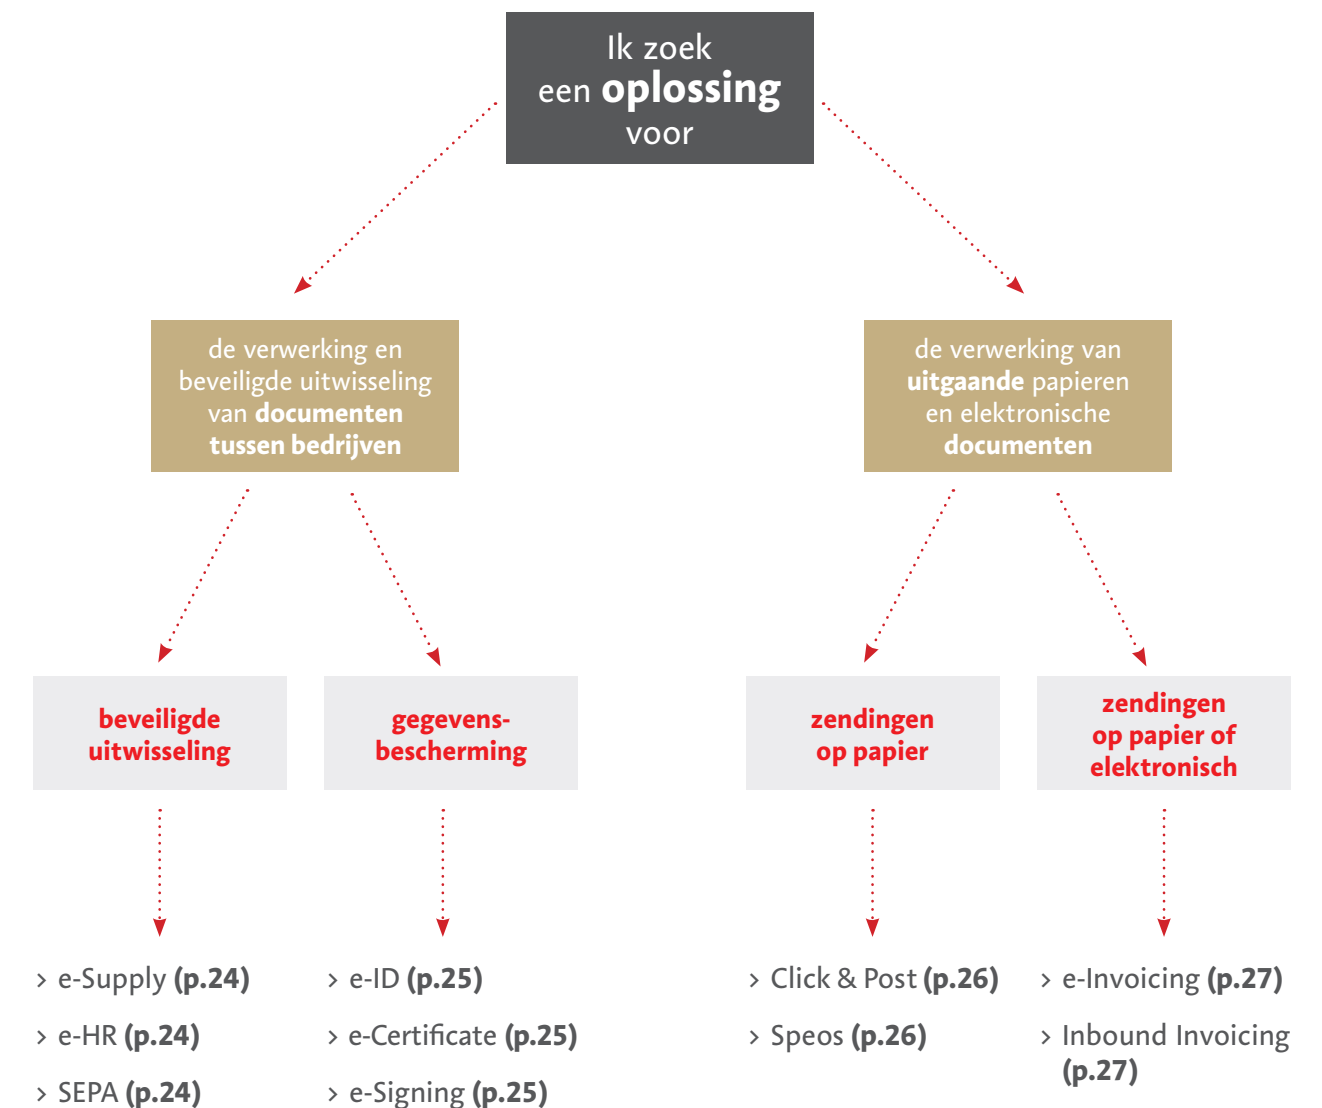 Ik zoek
een oplossing
voor
de verwerking en
beveiligde uitwisseling
van documenten
tussen bedrijven
de verwerking van
uitgaande papieren
en elektronische
documenten
beveiligde
uitwisseling
gegevens-
bescherming
zendingen
op papier
zendingen
op papier of
elektronisch
> e-Supply (p.24)
> e-HR (p.24)
> SEPA (p.24)
> e-ID (p.25)
> e-Certificate (p.25)
> e-Signing (p.25)
> Click & Post (p.26)
> Speos (p.26)
> e-Invoicing (p.27)
> Inbound Invoicing
(p.27)